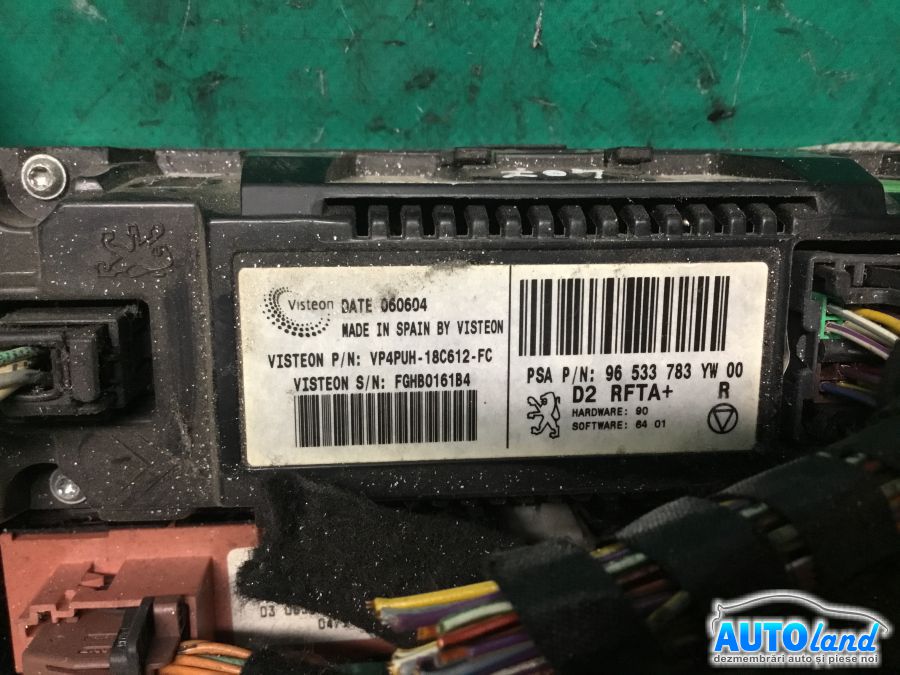 Visteon
DATE 060604
MADE IN SPAIN BY VISTEON
VISTEON P/N: VP4PUH-18C612-FC
VISTEON S/N: FGHB0161B4
PSA P/N: 96 533 783 YW 00
D2 RFTA+ R
HARDWARE: 90
SOFTWARE: 64 01
AUTOland
dezmembrări auto și piese noi